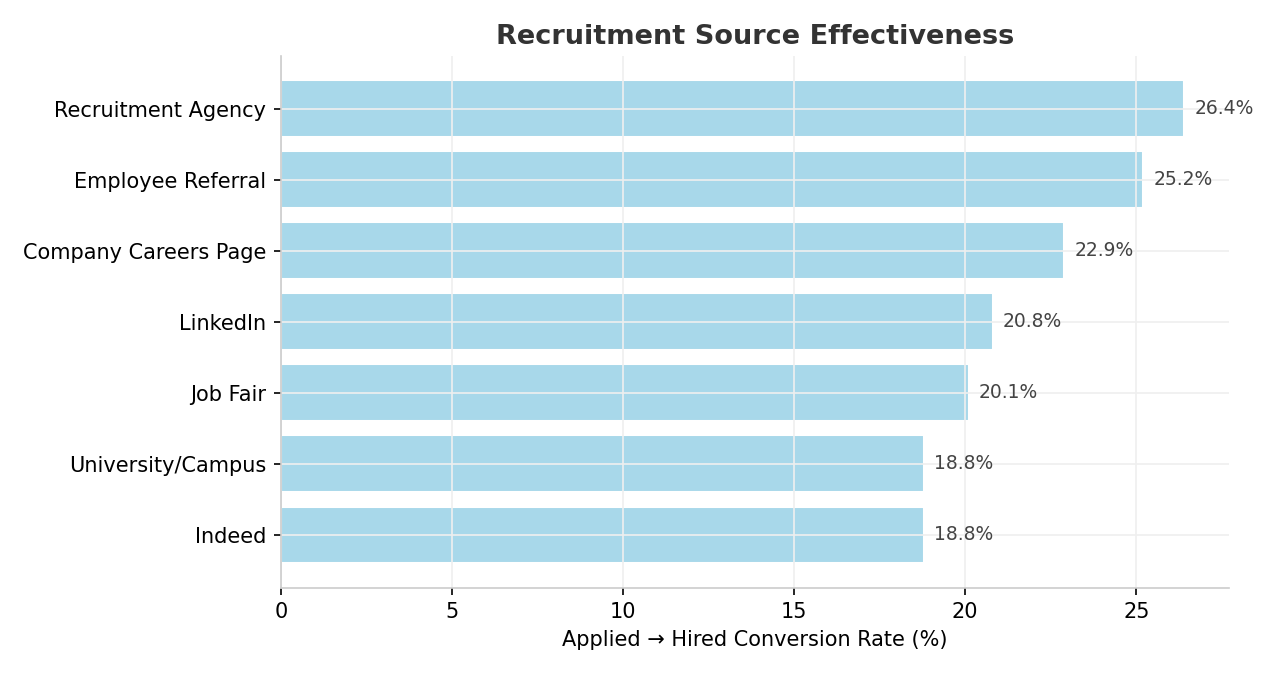 Recruitment Source Effectiveness
Recruitment Agency 26.4%
Employee Referral 25.2%
Company Careers Page 22.9%
LinkedIn 20.8%
Job Fair 20.1%
University/Campus 18.8%
Indeed 18.8%
0 5 10 15 20 25
Applied → Hired Conversion Rate (%)